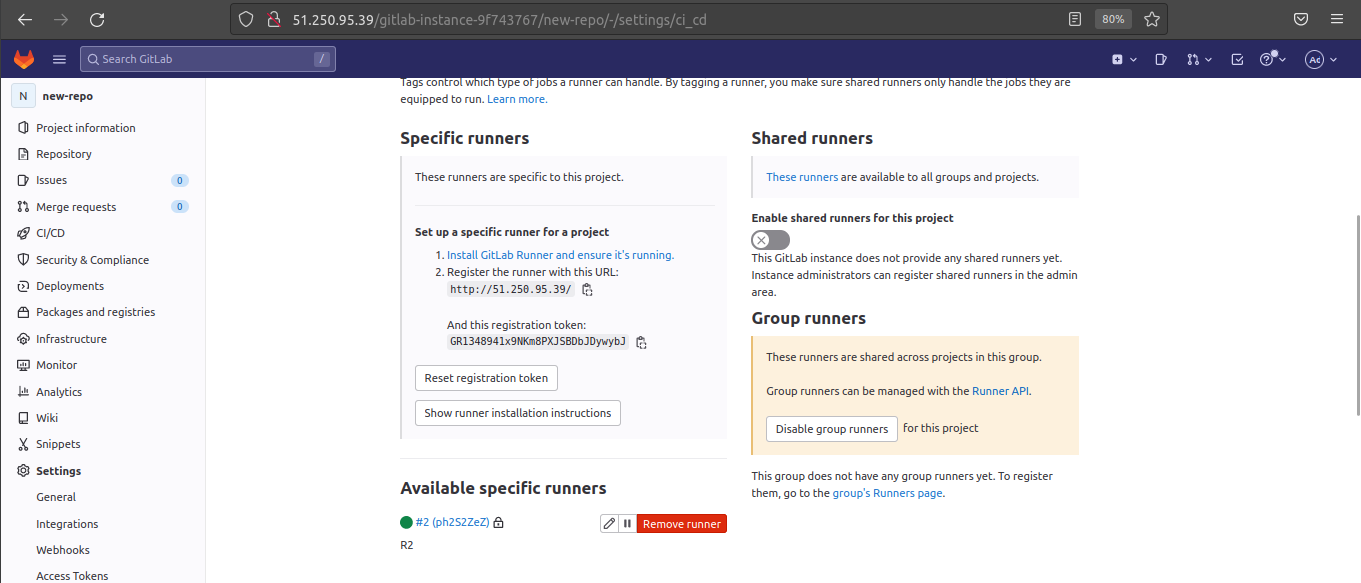 51.250.95.39/gitlab-instance-9f743767/new-repo/-/settings/ci_cd
80%
Search GitLab
/
Ac
N new-repo
Project information
Repository
Issues 0
Merge requests 0
CI/CD
Security & Compliance
Deployments
Packages and registries
Infrastructure
Monitor
Analytics
Wiki
Snippets
Settings
General
Integrations
Webhooks
Access Tokens
Tags control which type of jobs a runner can handle. By tagging a runner, you make sure shared runners only handle the jobs they are
equipped to run. Learn more.
Specific runners
These runners are specific to this project.
Set up a specific runner for a project
1. Install GitLab Runner and ensure it's running.
2. Register the runner with this URL:
http://51.250.95.39/
And this registration token:
GR1348941x9NKm8PXJSBDbJDywybJ
Reset registration token
Show runner installation instructions
Available specific runners
#2 (ph2S2ZeZ)
Remove runner
R2
Shared runners
These runners are available to all groups and projects.
Enable shared runners for this project
This GitLab instance does not provide any shared runners yet.
Instance administrators can register shared runners in the admin
area.
Group runners
These runners are shared across projects in this group.
Group runners can be managed with the Runner API.
Disable group runners for this project
This group does not have any group runners yet. To register
them, go to the group's Runners page.